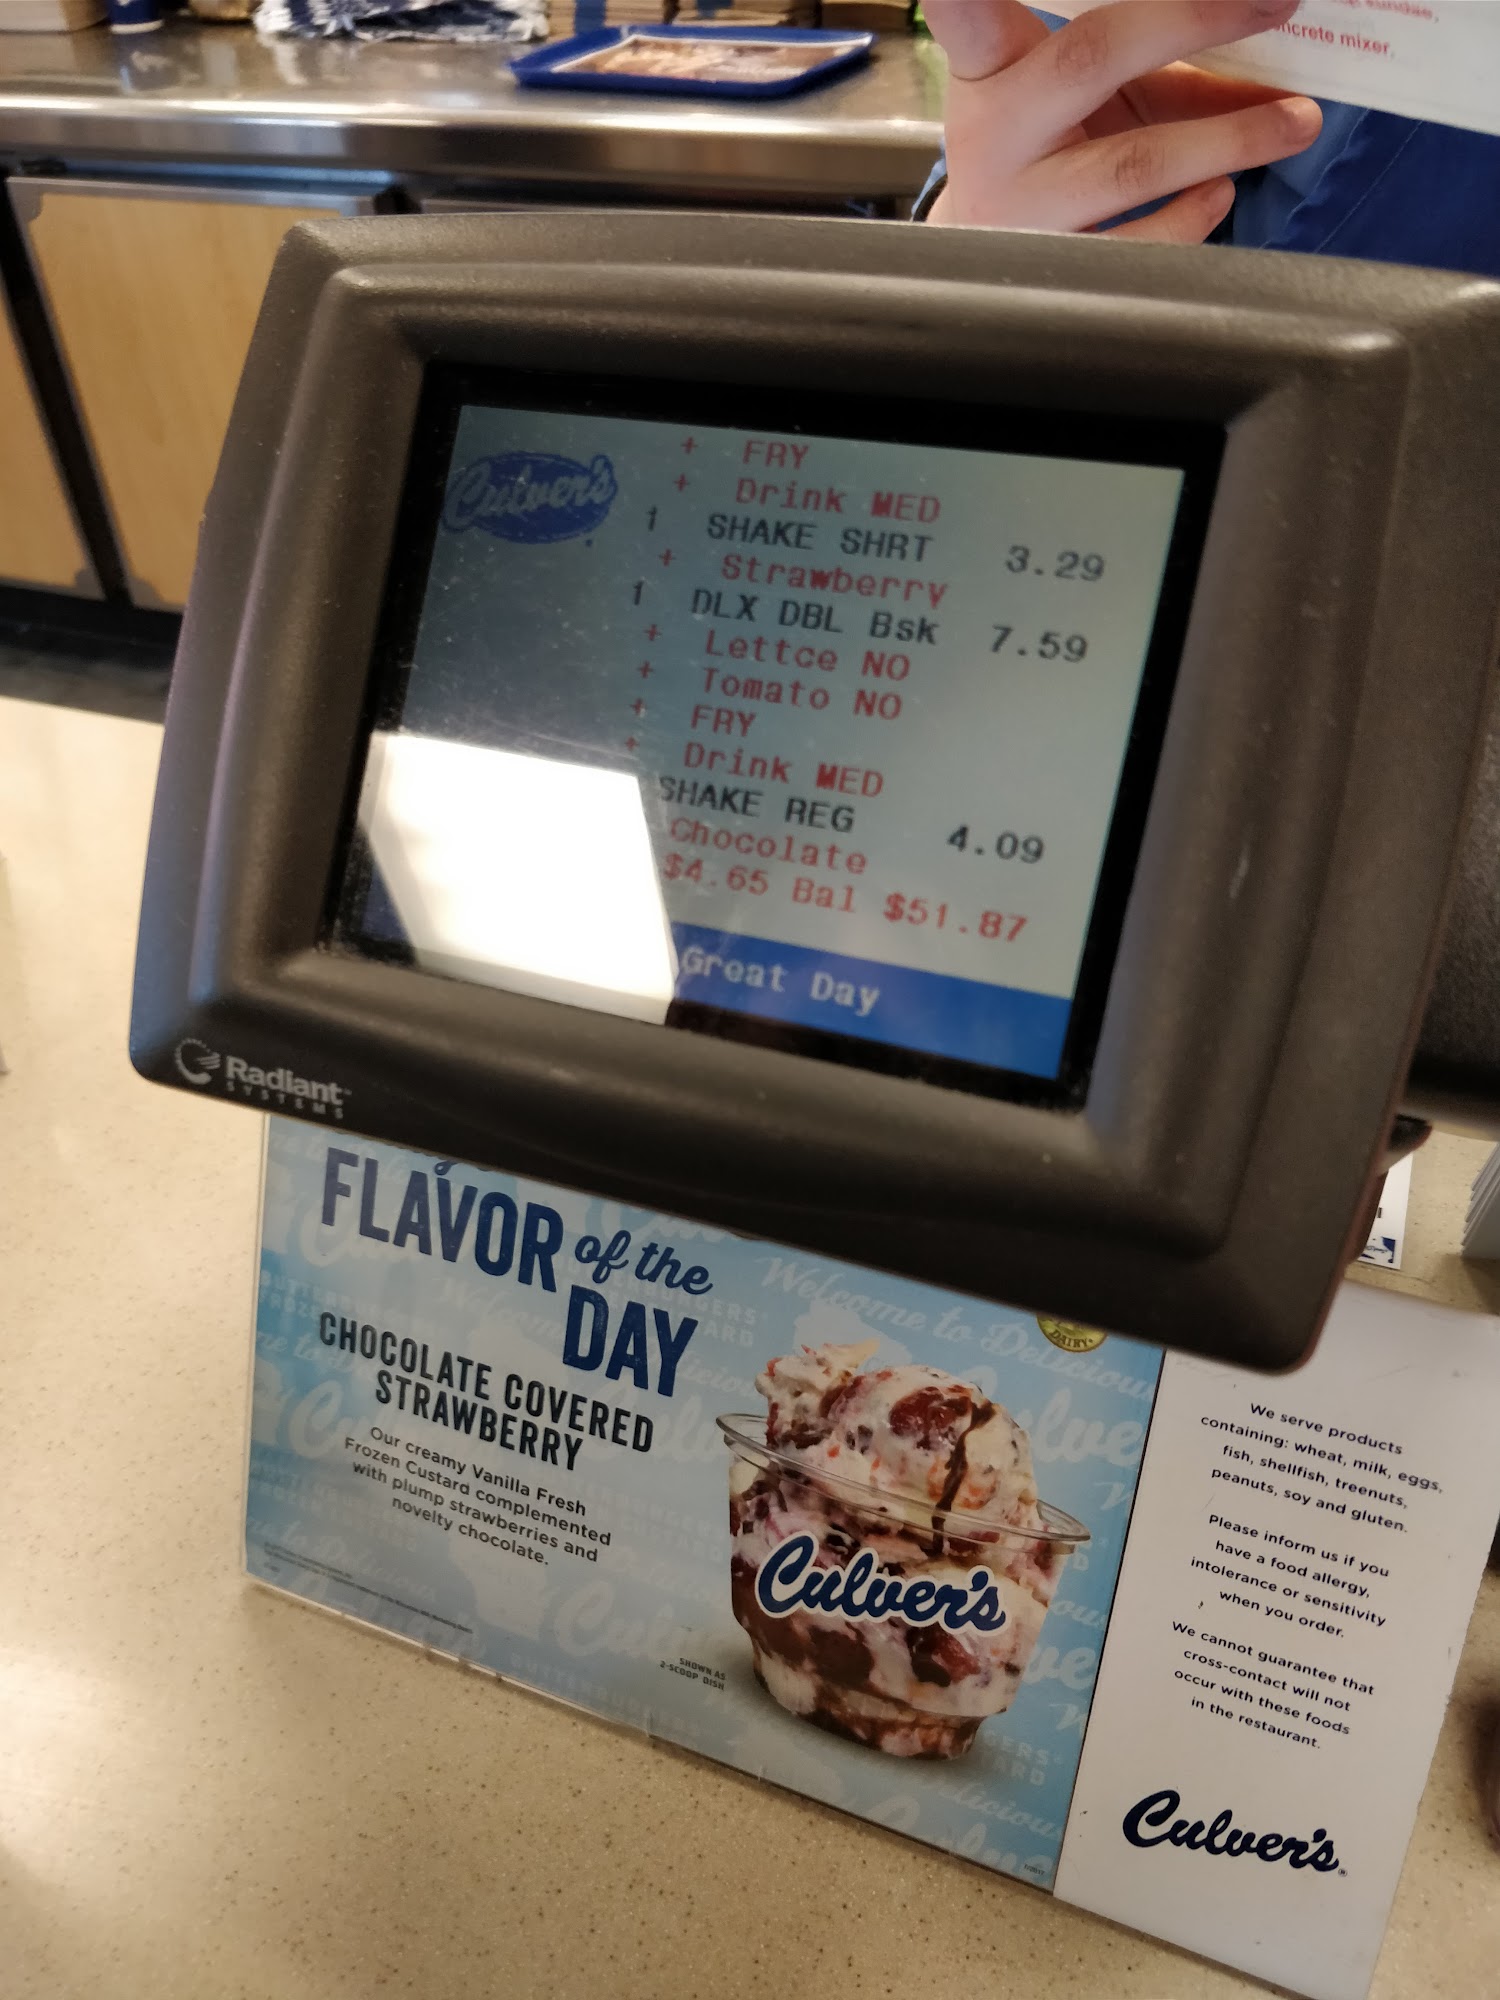 ncrete mixer,
Culver's
+ FRY
+ Drink MED
1 SHAKE SHRT 3.29
+ Strawberry
1 DLX DBL Bsk 7.59
+ Lettce NO
+ Tomato NO
+ FRY
+ Drink MED
SHAKE REG 4.09
Chocolate
$4.65 Bal $51.87
Great Day
Radiant
SYSTEMS
FLAVOR of the
DAY
CHOCOLATE COVERED
STRAWBERRY
Our creamy Vanilla Fresh
Frozen Custard complemented
with plump strawberries and
novelty chocolate.
Welcome to Delicious
DAIRY
Culver's
SHOWN AS
2-SCOOP DISH
We serve products
containing: wheat, milk, eggs,
fish, shellfish, treenuts,
peanuts, soy and gluten.
Please inform us if you
have a food allergy,
intolerance or sensitivity
when you order.
We cannot guarantee that
cross-contact will not
occur with these foods
in the restaurant.
Culver's